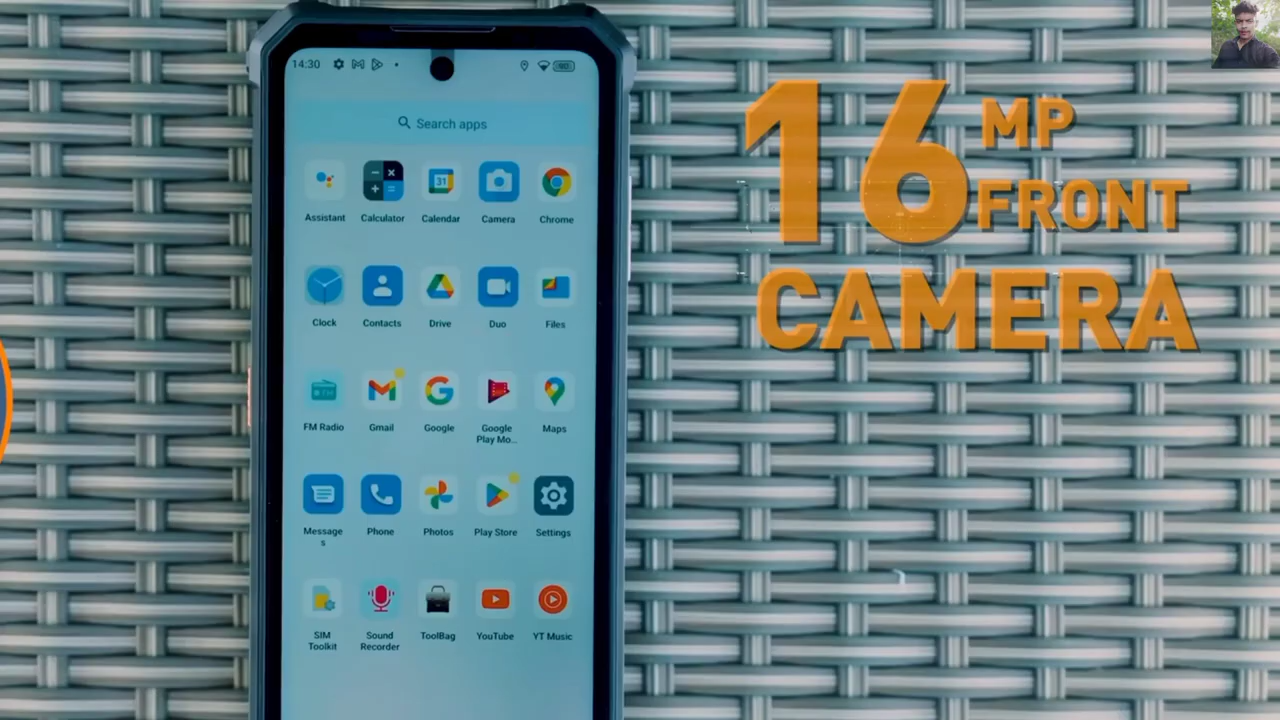 14:30
Search apps
Assistant Calculator Calendar Camera Chrome
31
Clock Contacts Drive Duo Files
FM Radio Gmail Google Google Play Mo... Maps
Message
s
Phone Photos Play Store Settings
SIM
Toolkit
Sound
Recorder
ToolBag YouTube YT Music
16 MP
FRONT
CAMERA